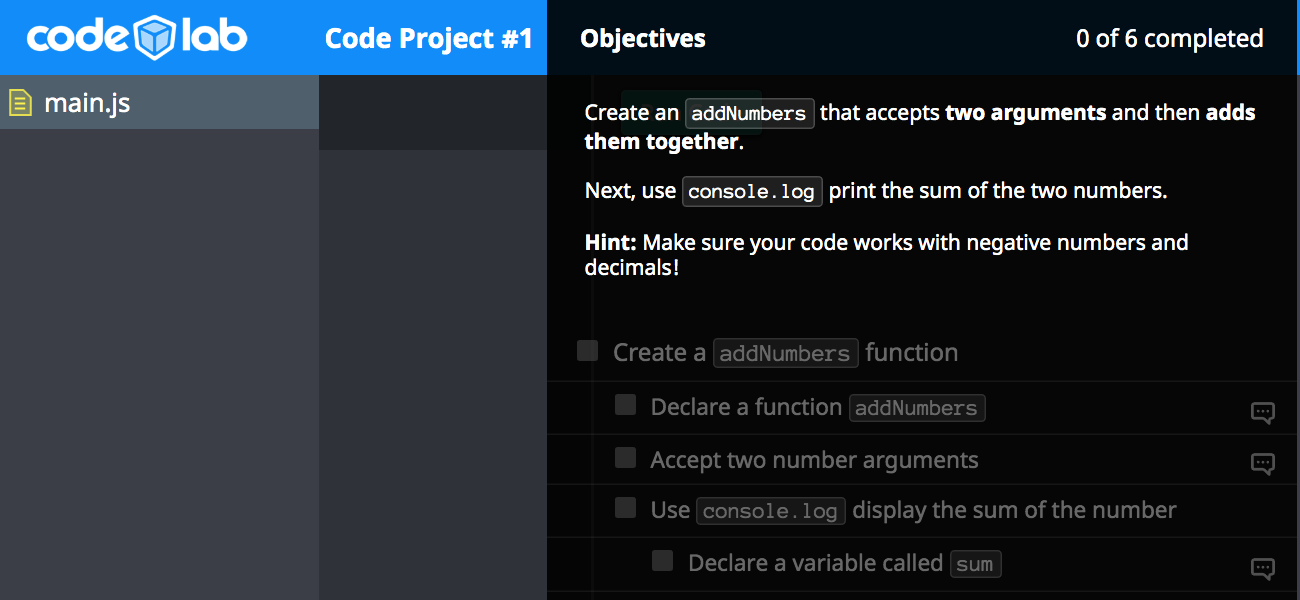 code lab
Code Project #1
Objectives
0 of 6 completed
main.js
Create an addNumbers that accepts two arguments and then adds
them together.
Next, use console.log print the sum of the two numbers.
Hint: Make sure your code works with negative numbers and
decimals!
Create a addNumbers function
Declare a function addNumbers
Accept two number arguments
Use console.log display the sum of the number
Declare a variable called sum